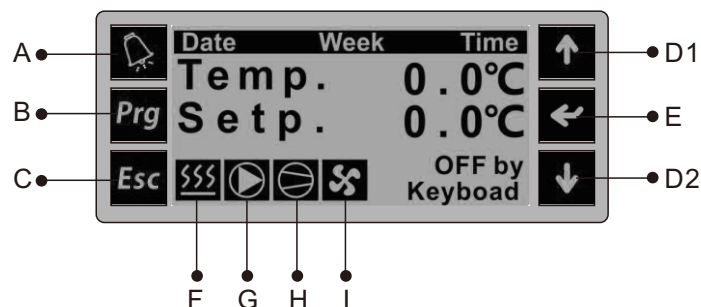 Date Week Time
A D1
Temp. 0.0℃
B Prg E
Setp. 0.0℃
C Esc D2
OFF by
Keyboad
F G H I